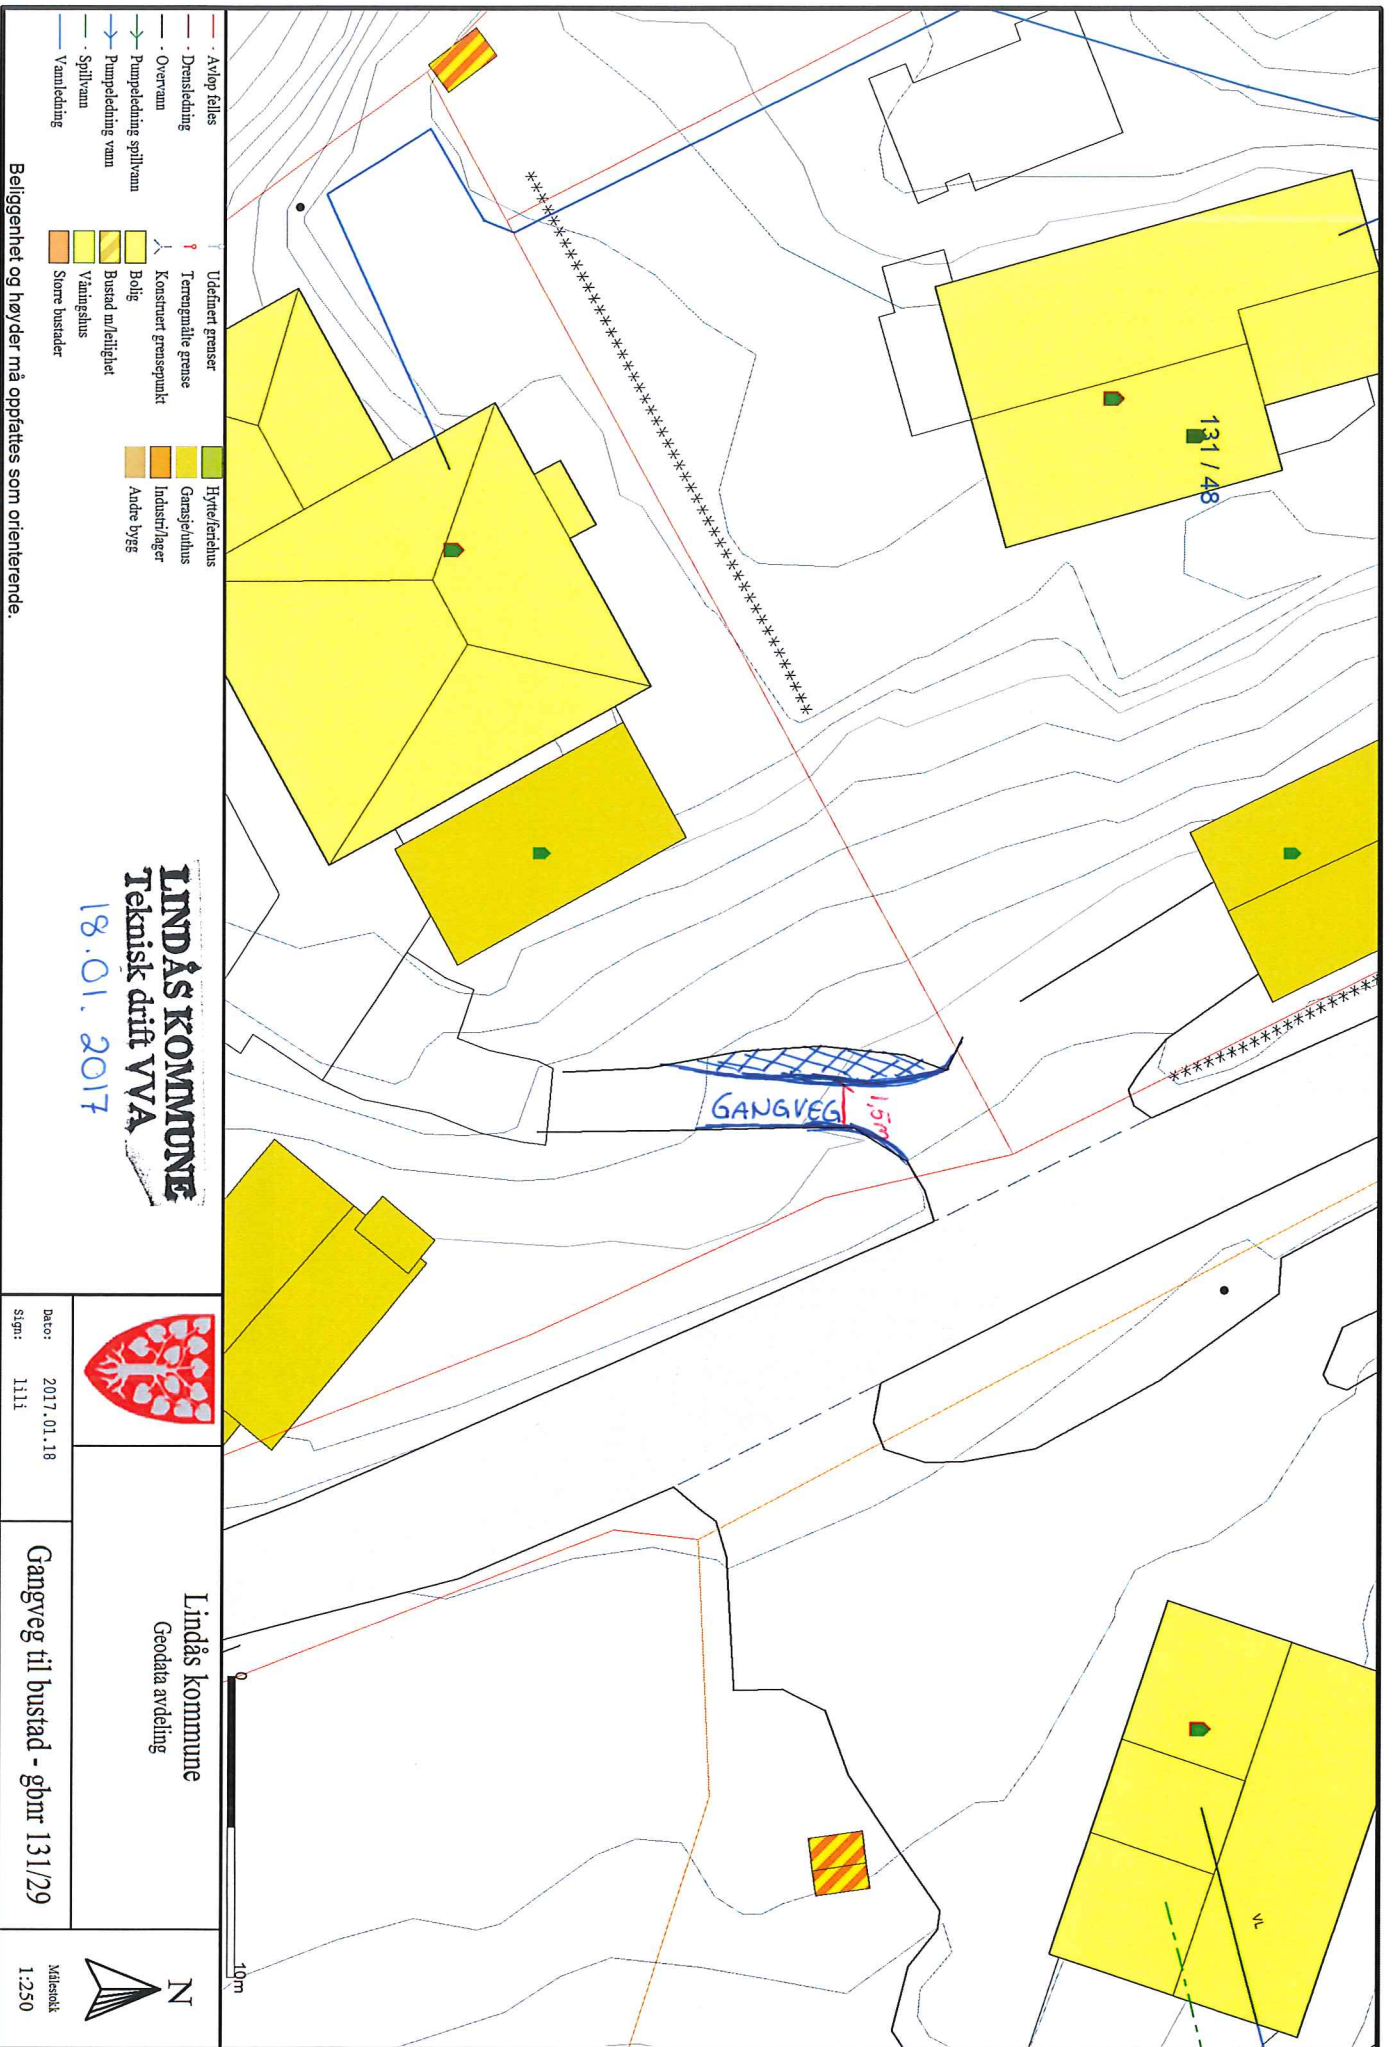 131 / 48
GANGVEG
1,5m
VL
0
10m
Avløp felles
Drensledning
Overvann
Pumpeledning spillvann
Pumpeledning vann
Spillvann
Vannledning
Udefinert grenser
Terrengmålte grense
Konstruert grensepunkt
Bolig
Bustad m/leilighet
Våningshus
Større bustader
Hytte/feriehus
Garasje/uthus
Industri/lager
Andre bygg
Beliggenhet og høyder må oppfattes som orienterende.
LINDÅS KOMMUNE
Teknisk drift VVA
18.01.2017
Dato: 2017.01.18
Sign: lili
Lindås kommune
Geodata avdeling
Gangveg til bustad - gbnr 131/29
N
Målestokk
1:250